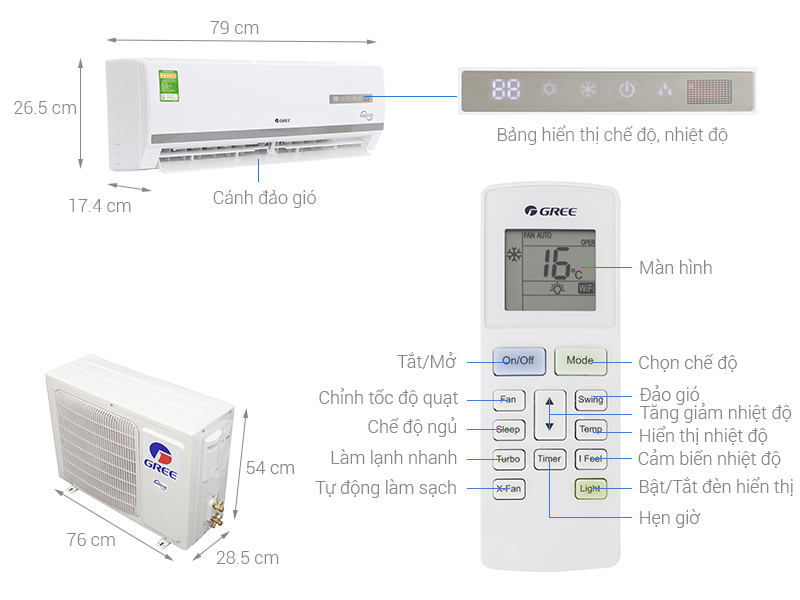 79 cm
26.5 cm
17.4 cm
GREE
Cánh đảo gió
88
Bảng hiển thị chế độ, nhiệt độ
GREE
FAN AUTO
OPER
16°C
WiFi
Màn hình
On/Off
Mode
Tắt/Mở
Chọn chế độ
Fan
Swing
Chỉnh tốc độ quạt
Đảo gió
Tăng giảm nhiệt độ
Sleep
Temp
Chế độ ngủ
Hiển thị nhiệt độ
Turbo
Timer
I Feel
Làm lạnh nhanh
Cảm biến nhiệt độ
X-Fan
Light
Tự động làm sạch
Bật/Tắt đèn hiển thị
Hẹn giờ
GREE
54 cm
76 cm
28.5 cm